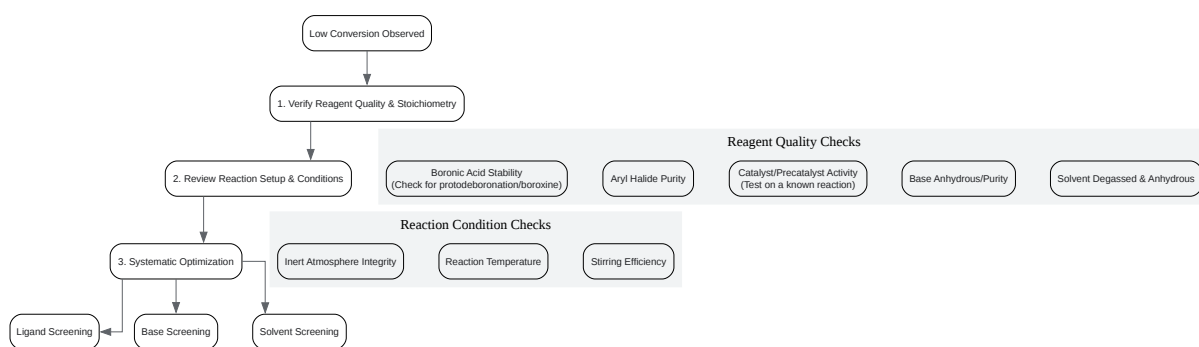 Low Conversion Observed
1. Verify Reagent Quality & Stoichiometry
Reagent Quality Checks
2. Review Reaction Setup & Conditions
Boronic Acid Stability
(Check for protodeboronation/boroxine)
Aryl Halide Purity
Catalyst/Precatalyst Activity
(Test on a known reaction)
Base Anhydrous/Purity
Solvent Degassed & Anhydrous
Reaction Condition Checks
3. Systematic Optimization
Inert Atmosphere Integrity
Reaction Temperature
Stirring Efficiency
Ligand Screening
Base Screening
Solvent Screening